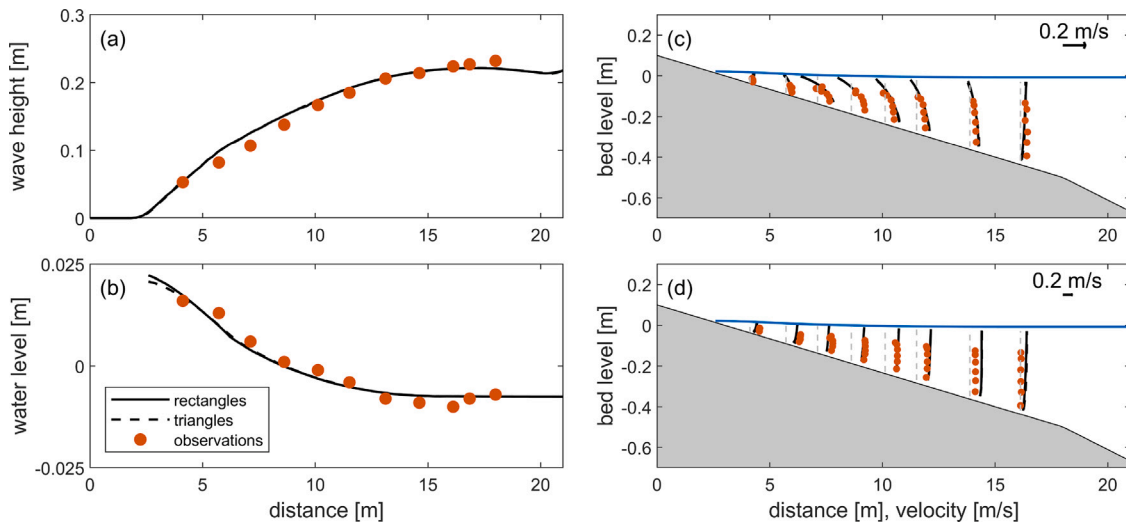 (a)
wave height [m]
0.3
0.2
0.1
0
0 5 10 15 20
(b)
water level [m]
0.025
0
-0.025
rectangles
triangles
observations
0 5 10 15 20
distance [m]
(c)
0.2 m/s
bed level [m]
0.2
0
-0.2
-0.4
-0.6
0 5 10 15 20
(d)
0.2 m/s
bed level [m]
0.2
0
-0.2
-0.4
-0.6
0 5 10 15 20
distance [m], velocity [m/s]